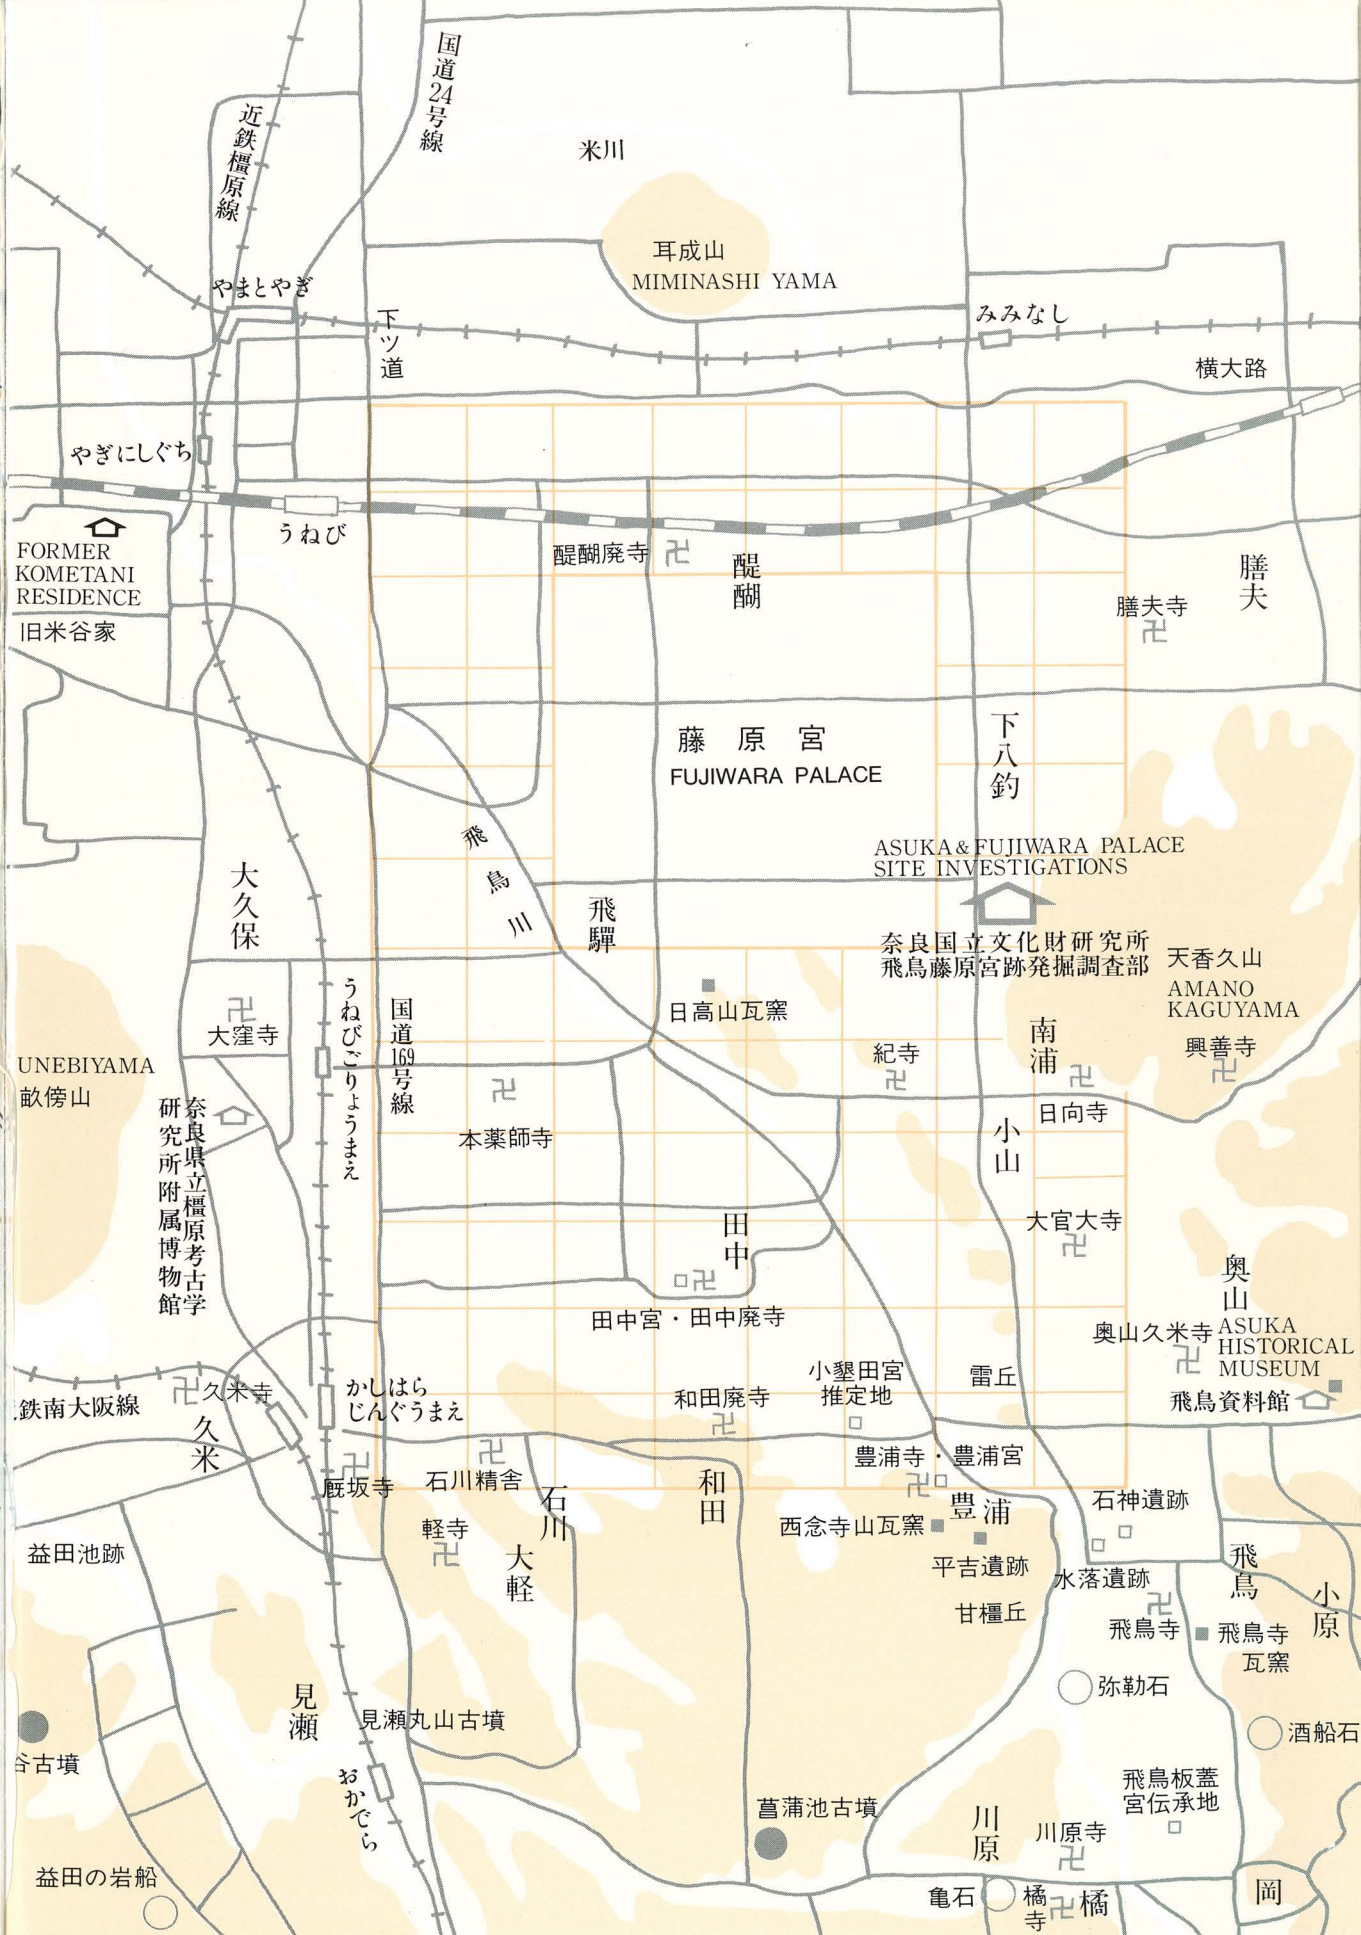 国道24号線
近鉄橿原線
米川
耳成山
MIMINASHI YAMA
やまとやぎ
下ツ道
みみなし
横大路
やぎにしぐち
うねび
FORMER
KOMETANI
RESIDENCE
旧米谷家
醍醐廃寺
醍醐
膳夫
膳夫寺
藤原宮
FUJIWARA PALACE
下八釣
飛鳥川
ASUKA & FUJIWARA PALACE
SITE INVESTIGATIONS
奈良国立文化財研究所
飛鳥藤原宮跡発掘調査部
大久保
飛騨
天香久山
AMANO
KAGUYAMA
日高山瓦窯
大窪寺
うねびごりょうまえ
国道169号線
南浦
紀寺
興善寺
日向寺
UNEBIYAMA
畝傍山
奈良県立橿原考古学
研究所附属博物館
本薬師寺
小山
田中
大官大寺
田中宮・田中廃寺
奥山
奥山久米寺
ASUKA
HISTORICAL
MUSEUM
飛鳥資料館
小墾田宮
推定地
雷丘
和田廃寺
かしはら
じんぐうまえ
鉄南大阪線
久米寺
久米
厩坂寺
石川精舎
石川
和田
豊浦寺・豊浦宮
豊浦
石神遺跡
西念寺山瓦窯
平吉遺跡
水落遺跡
甘橿丘
軽寺
大軽
益田池跡
飛鳥
小原
飛鳥寺
飛鳥寺
瓦窯
弥勒石
酒船石
見瀬
見瀬丸山古墳
谷古墳
おかでら
飛鳥板蓋
宮伝承地
菖蒲池古墳
川原
川原寺
益田の岩船
亀石
橘寺
橘
岡